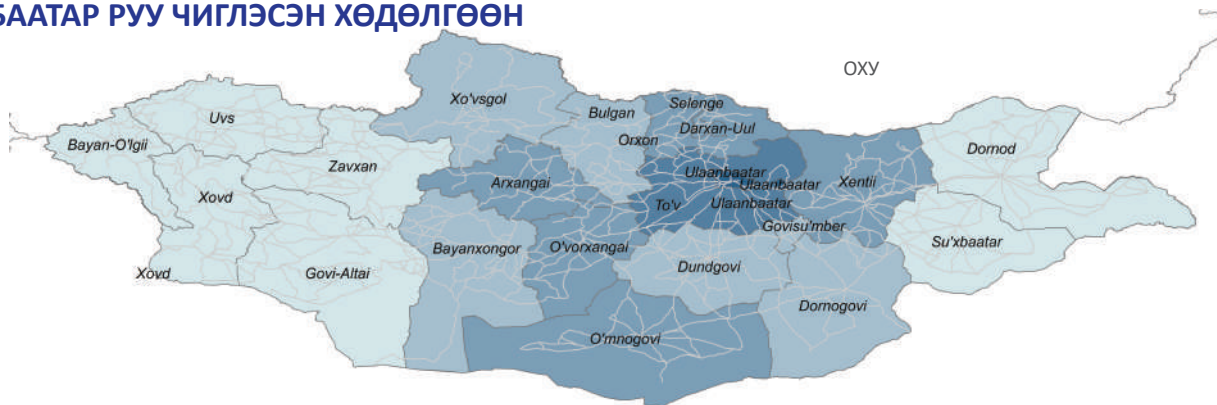 БААТАР РУУ ЧИГЛЭСЭН ХӨДӨЛГӨӨН
ОХУ
Xo'vsgol
Bulgan
Selenge
Uvs
Orxon
Darxan-Uul
Bayan-O'lgii
Dornod
Zavxan
Ulaanbaatar
Arxangai
Ulaanbaatar
Xentii
Xovd
To'v
Ulaanbaatar
Govisu'mber
Bayanxongor
O'vorxangai
Su'xbaatar
Xovd
Govi-Altai
Dundgovi
Dornogovi
O'mnogovi